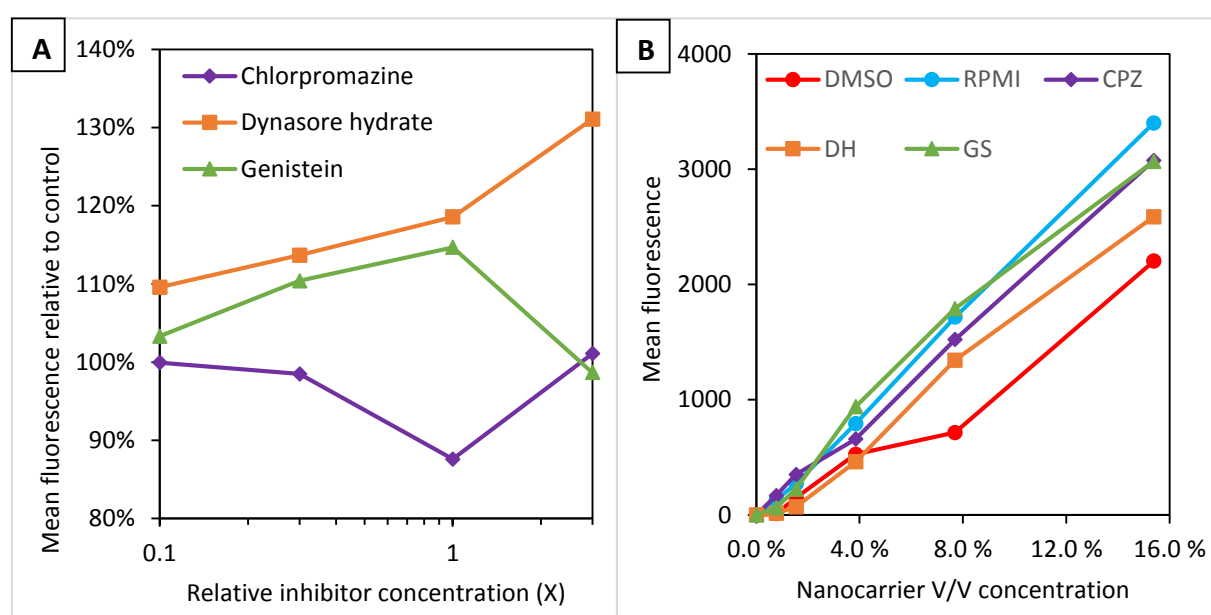 A
140%
130%
120%
110%
100%
90%
80%
Mean fluorescence relative to control
Chlorpromazine
Dynasore hydrate
Genistein
0.1
1
Relative inhibitor concentration (X)
B
4000
3000
2000
1000
0
Mean fluorescence
DMSO RPMI CPZ
DH GS
0.0 % 4.0 % 8.0 % 12.0 % 16.0 %
Nanocarrier V/V concentration